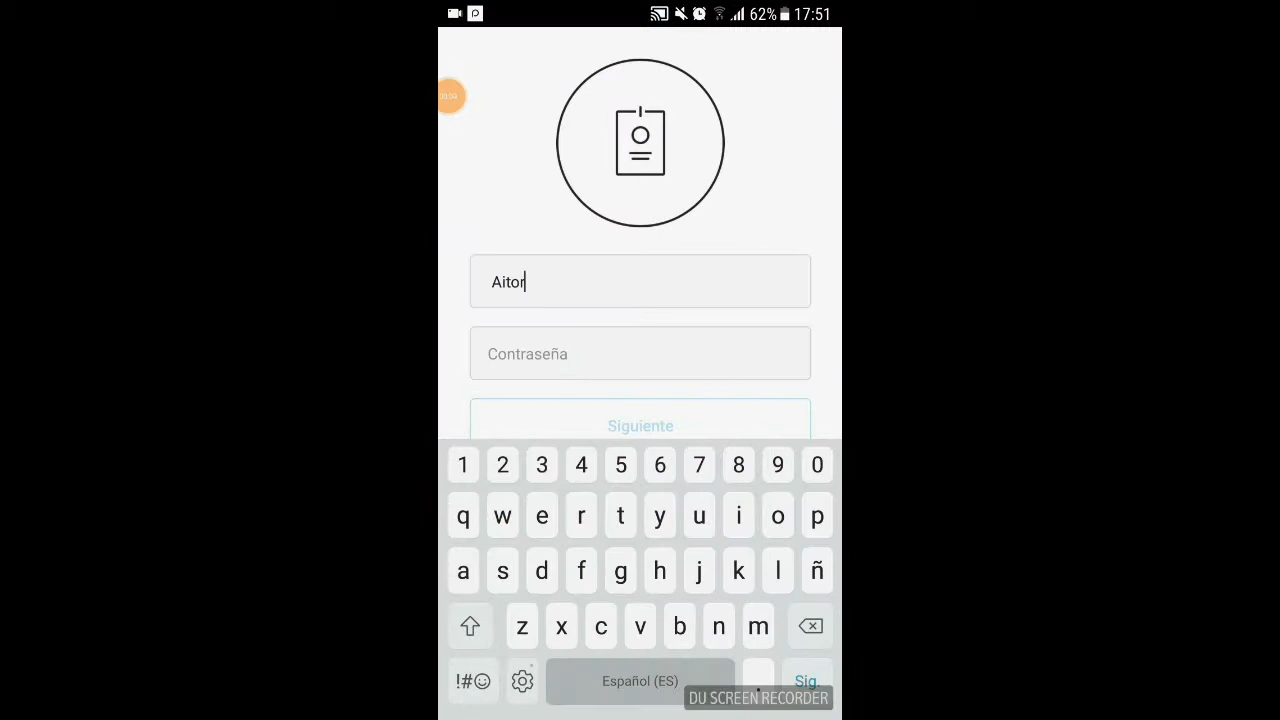 62% 17:51
Aitor
Contraseña
Siguiente
1 2 3 4 5 6 7 8 9 0
q w e r t y u i o p
a s d f g h j k l ñ
z x c v b n m
!#☺ Español (ES) . Sig.
DU SCREEN RECORDER